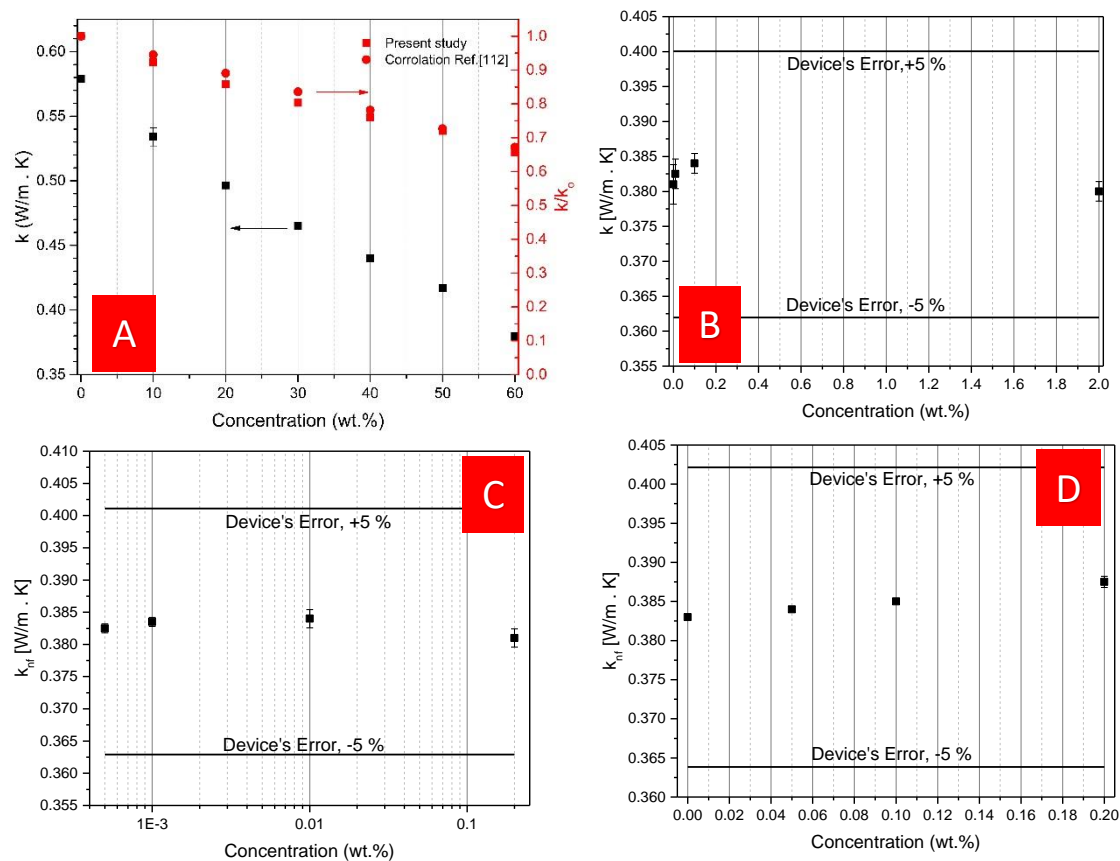 0.60
0.55
0.50
0.45
0.40
0.35
k (W/m . K)
Present study
Corrolation Ref.[112]
1.0
0.9
0.8
0.7
0.6
0.5
0.4
0.3
0.2
0.1
0.0
k/k₀
A
0 10 20 30 40 50 60
Concentration (wt.%)
0.405
0.400
0.395
0.390
0.385
0.380
0.375
0.370
0.365
0.360
0.355
k [W/m . K]
Device's Error,+5 %
Device's Error, -5 %
B
0.0 0.2 0.4 0.6 0.8 1.0 1.2 1.4 1.6 1.8 2.0
Concentration (wt.%)
0.410
0.405
0.400
0.395
0.390
0.385
0.380
0.375
0.370
0.365
0.360
0.355
knf [W/m . K]
C
Device's Error, +5 %
Device's Error, -5 %
1E-3 0.01 0.1
Concentration (wt.%)
0.405
0.400
0.395
0.390
0.385
0.380
0.375
0.370
0.365
0.360
knf [W/m . K]
D
Device's Error, +5 %
Device's Error, -5 %
0.00 0.02 0.04 0.06 0.08 0.10 0.12 0.14 0.16 0.18 0.20
Concentration (wt.%)